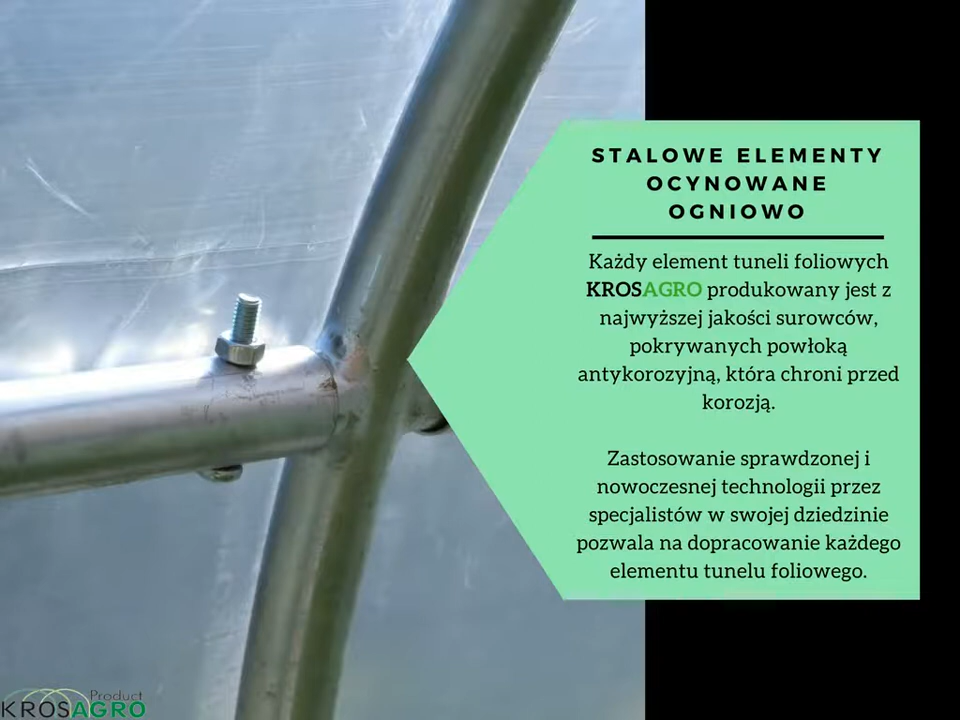 STALOWE ELEMENTY
OCYNOWANE
OGNIOWO
Każdy element tuneli foliowych
KROSAGRO produkowany jest z
najwyższej jakości surowców,
pokrywanych powłoką
antykorozyjną, która chroni przed
korozją.
Zastosowanie sprawdzonej i
nowoczesnej technologii przez
specjalistów w swojej dziedzinie
pozwala na dopracowanie każdego
elementu tunelu foliowego.
Product
KROSAGRO